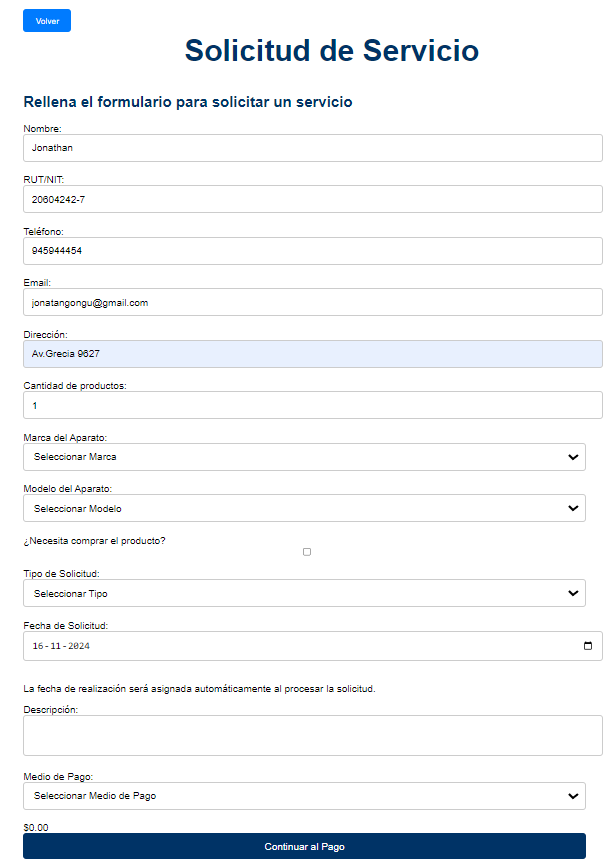 Volver
Solicitud de Servicio
Rellena el formulario para solicitar un servicio
Nombre:
Jonathan
RUT/NIT:
20604242-7
Teléfono:
945944454
Email:
jonatangongu@gmail.com
Dirección:
Av.Grecia 9627
Cantidad de productos:
1
Marca del Aparato:
Seleccionar Marca
Modelo del Aparato:
Seleccionar Modelo
¿Necesita comprar el producto?
Tipo de Solicitud:
Seleccionar Tipo
Fecha de Solicitud:
16-11-2024
La fecha de realización será asignada automáticamente al procesar la solicitud.
Descripción:
Medio de Pago:
Seleccionar Medio de Pago
$0.00
Continuar al Pago